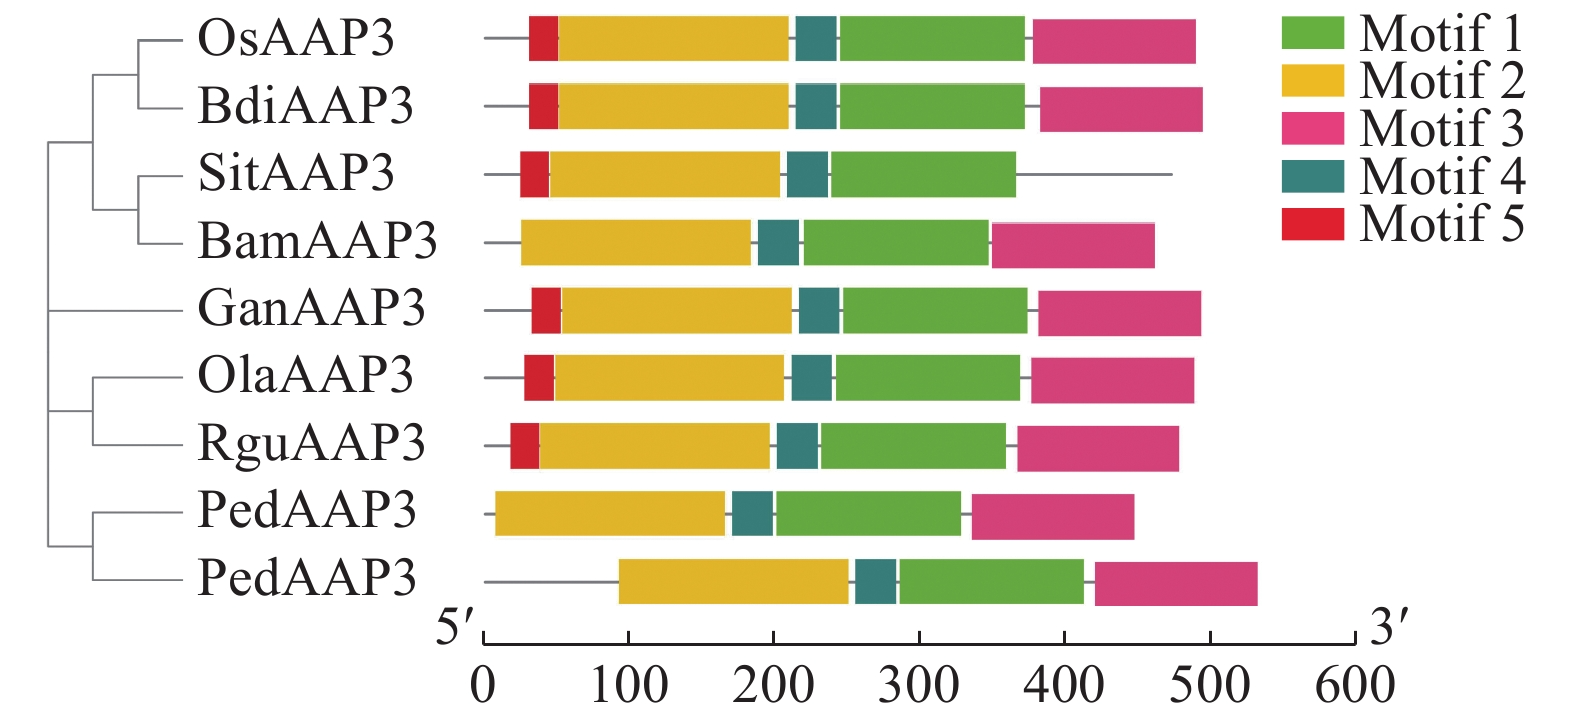 OsAAP3
BdiAAP3
SitAAP3
BamAAP3
GanAAP3
OlaAAP3
RguAAP3
PedAAP3
PedAAP3
Motif 1
Motif 2
Motif 3
Motif 4
Motif 5
5′ 3′
0 100 200 300 400 500 600